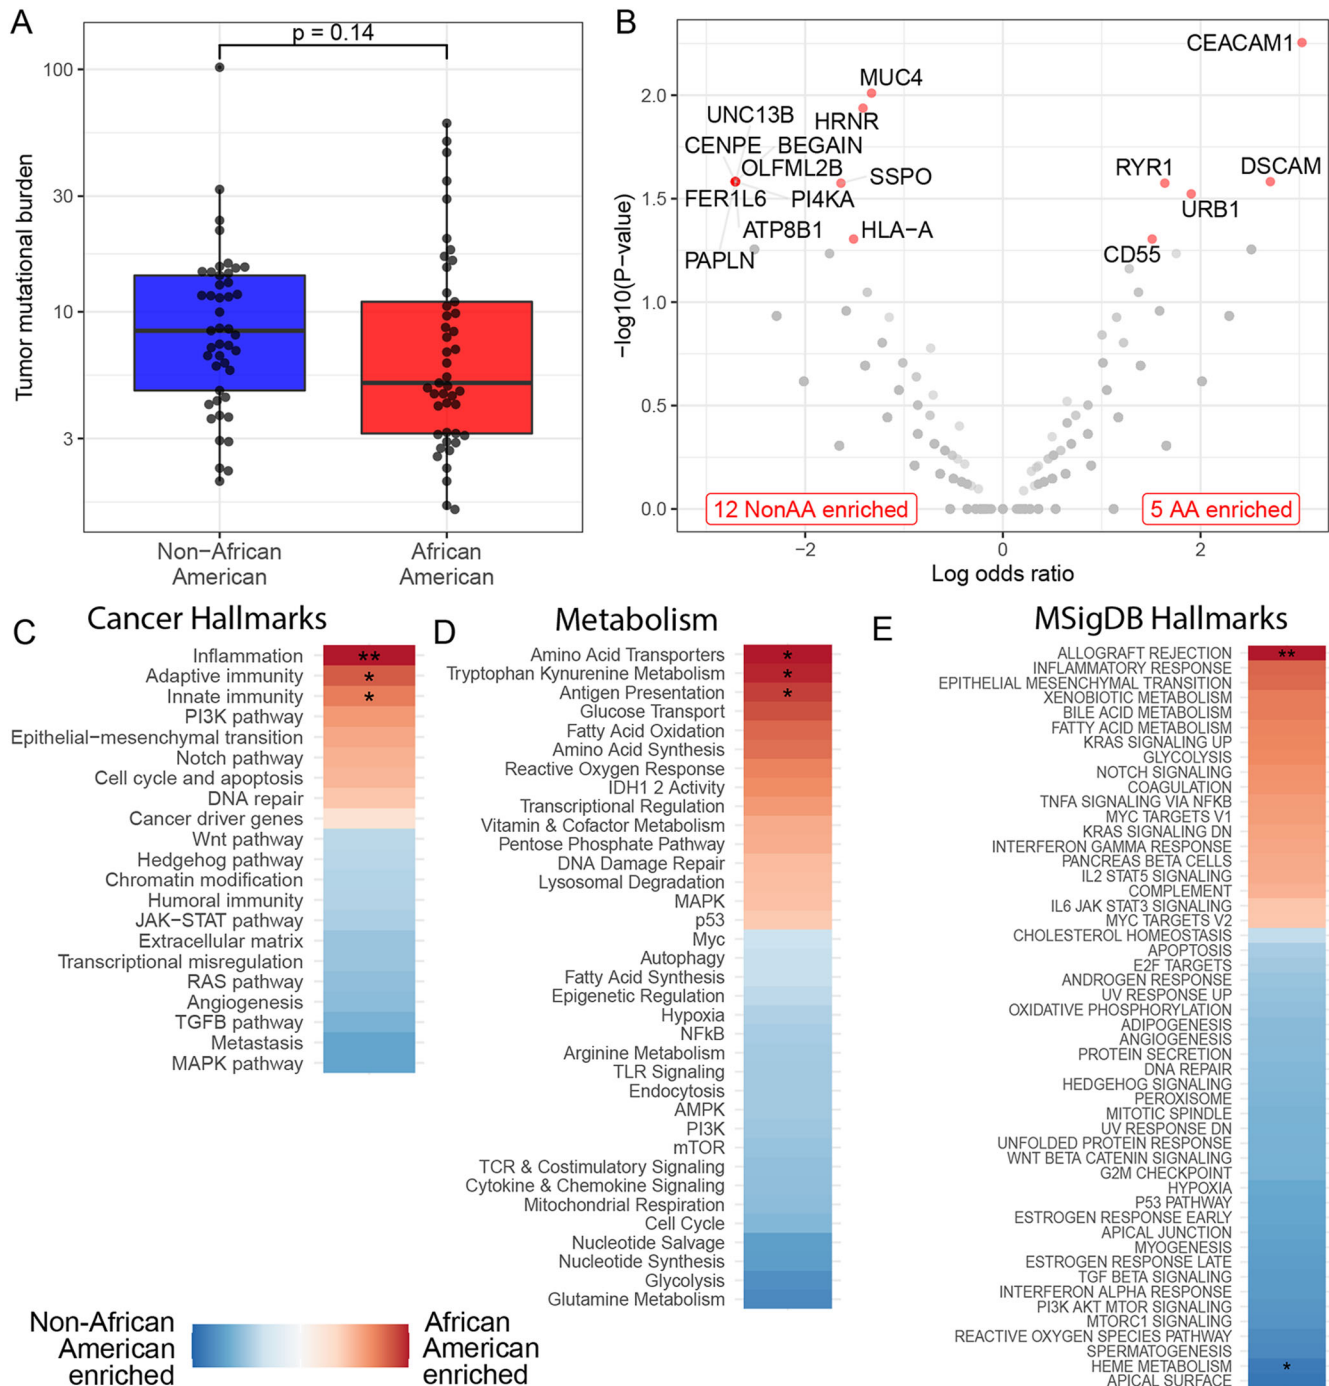 A
p = 0.14
100
30
10
3
Tumor mutational burden
Non−African
American
African
American
B
CEACAM1
MUC4
UNC13B
HRNR
CENPE
BEGAIN
OLFML2B
SSPO
RYR1
DSCAM
FER1L6
PI4KA
URB1
ATP8B1
HLA−A
CD55
PAPLN
2.0
1.5
1.0
0.5
0.0
−log10(P−value)
12 NonAA enriched
5 AA enriched
−2
0
2
Log odds ratio
C
Cancer Hallmarks
Inflammation **
Adaptive immunity *
Innate immunity *
PI3K pathway
Epithelial−mesenchymal transition
Notch pathway
Cell cycle and apoptosis
DNA repair
Cancer driver genes
Wnt pathway
Hedgehog pathway
Chromatin modification
Humoral immunity
JAK−STAT pathway
Extracellular matrix
Transcriptional misregulation
RAS pathway
Angiogenesis
TGFB pathway
Metastasis
MAPK pathway
D
Metabolism
Amino Acid Transporters *
Tryptophan Kynurenine Metabolism *
Antigen Presentation *
Glucose Transport
Fatty Acid Oxidation
Amino Acid Synthesis
Reactive Oxygen Response
IDH1 2 Activity
Transcriptional Regulation
Vitamin & Cofactor Metabolism
Pentose Phosphate Pathway
DNA Damage Repair
Lysosomal Degradation
MAPK
p53
Myc
Autophagy
Fatty Acid Synthesis
Epigenetic Regulation
Hypoxia
NFkB
Arginine Metabolism
TLR Signaling
Endocytosis
AMPK
PI3K
mTOR
TCR & Costimulatory Signaling
Cytokine & Chemokine Signaling
Mitochondrial Respiration
Cell Cycle
Nucleotide Salvage
Nucleotide Synthesis
Glycolysis
Glutamine Metabolism
E
MSigDB Hallmarks
ALLOGRAFT REJECTION **
INFLAMMATORY RESPONSE
EPITHELIAL MESENCHYMAL TRANSITION
XENOBIOTIC METABOLISM
BILE ACID METABOLISM
FATTY ACID METABOLISM
KRAS SIGNALING UP
GLYCOLYSIS
NOTCH SIGNALING
COAGULATION
TNFA SIGNALING VIA NFKB
MYC TARGETS V1
KRAS SIGNALING DN
INTERFERON GAMMA RESPONSE
PANCREAS BETA CELLS
IL2 STAT5 SIGNALING
COMPLEMENT
IL6 JAK STAT3 SIGNALING
MYC TARGETS V2
CHOLESTEROL HOMEOSTASIS
APOPTOSIS
E2F TARGETS
ANDROGEN RESPONSE
UV RESPONSE UP
OXIDATIVE PHOSPHORYLATION
ADIPOGENESIS
ANGIOGENESIS
PROTEIN SECRETION
DNA REPAIR
HEDGEHOG SIGNALING
PEROXISOME
MITOTIC SPINDLE
UV RESPONSE DN
UNFOLDED PROTEIN RESPONSE
WNT BETA CATENIN SIGNALING
G2M CHECKPOINT
HYPOXIA
P53 PATHWAY
ESTROGEN RESPONSE EARLY
APICAL JUNCTION
MYOGENESIS
ESTROGEN RESPONSE LATE
TGF BETA SIGNALING
INTERFERON ALPHA RESPONSE
PI3K AKT MTOR SIGNALING
MTORC1 SIGNALING
REACTIVE OXYGEN SPECIES PATHWAY
SPERMATOGENESIS
HEME METABOLISM *
APICAL SURFACE
Non-African
American
enriched
African
American
enriched